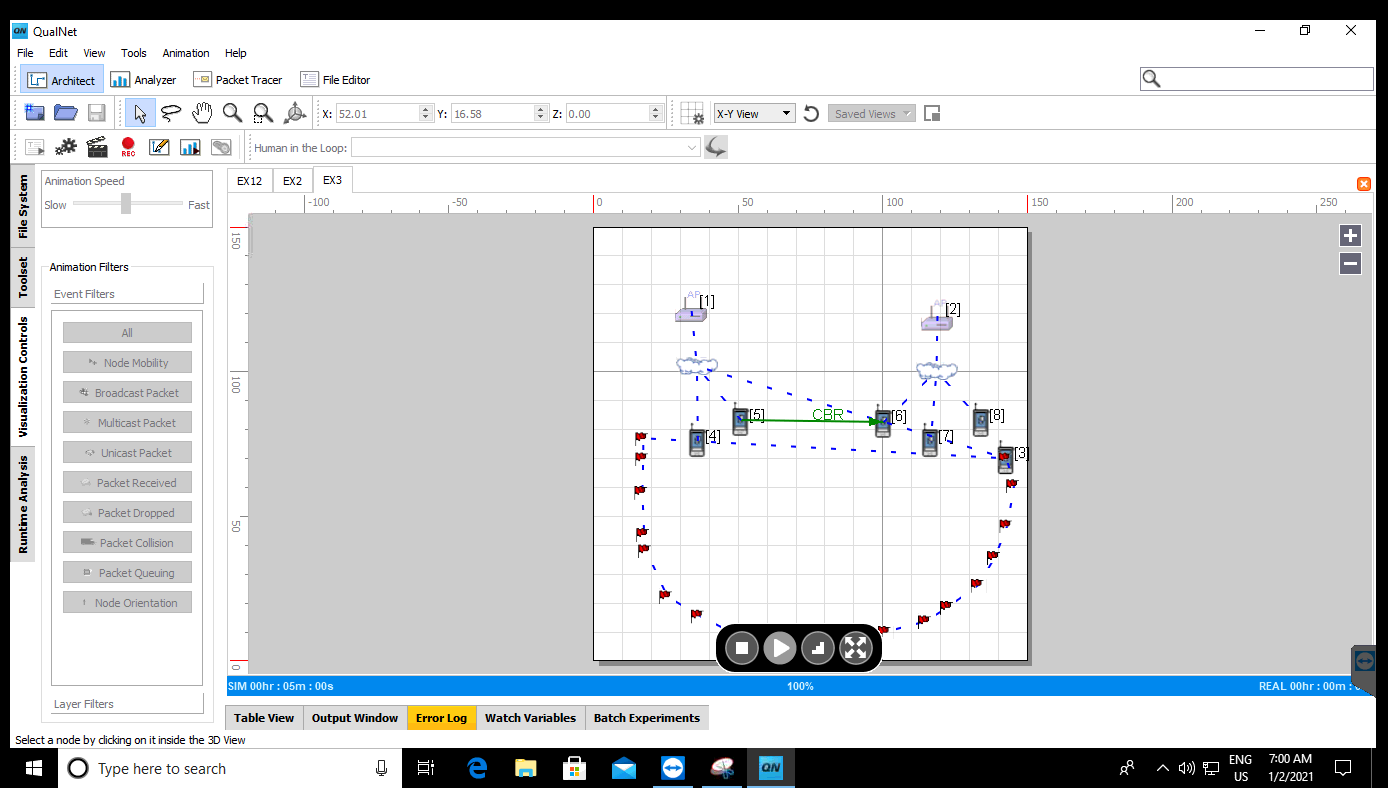 QN QualNet
File Edit View Tools Animation Help
Architect Analyzer Packet Tracer File Editor
X: 52.01 Y: 16.58 Z: 0.00 X-Y View Saved Views
REC Human in the Loop:
File System
Toolset
Visualization Controls
Runtime Analysis
Animation Speed
Slow Fast
Animation Filters
Event Filters
All
Node Mobility
Broadcast Packet
Multicast Packet
Unicast Packet
Packet Received
Packet Dropped
Packet Collision
Packet Queuing
Node Orientation
Layer Filters
EX12 EX2 EX3
-100 -50 0 50 100 150 200 250
150
100
50
0
AP [1]
AP [2]
[5] CBR [6] [8]
[4] [7]
[3]
SIM 00hr : 05m : 00s 100% REAL 00hr : 00m :
Table View Output Window Error Log Watch Variables Batch Experiments
Select a node by clicking on it inside the 3D View
Type here to search
QN
ENG
US
7:00 AM
1/2/2021